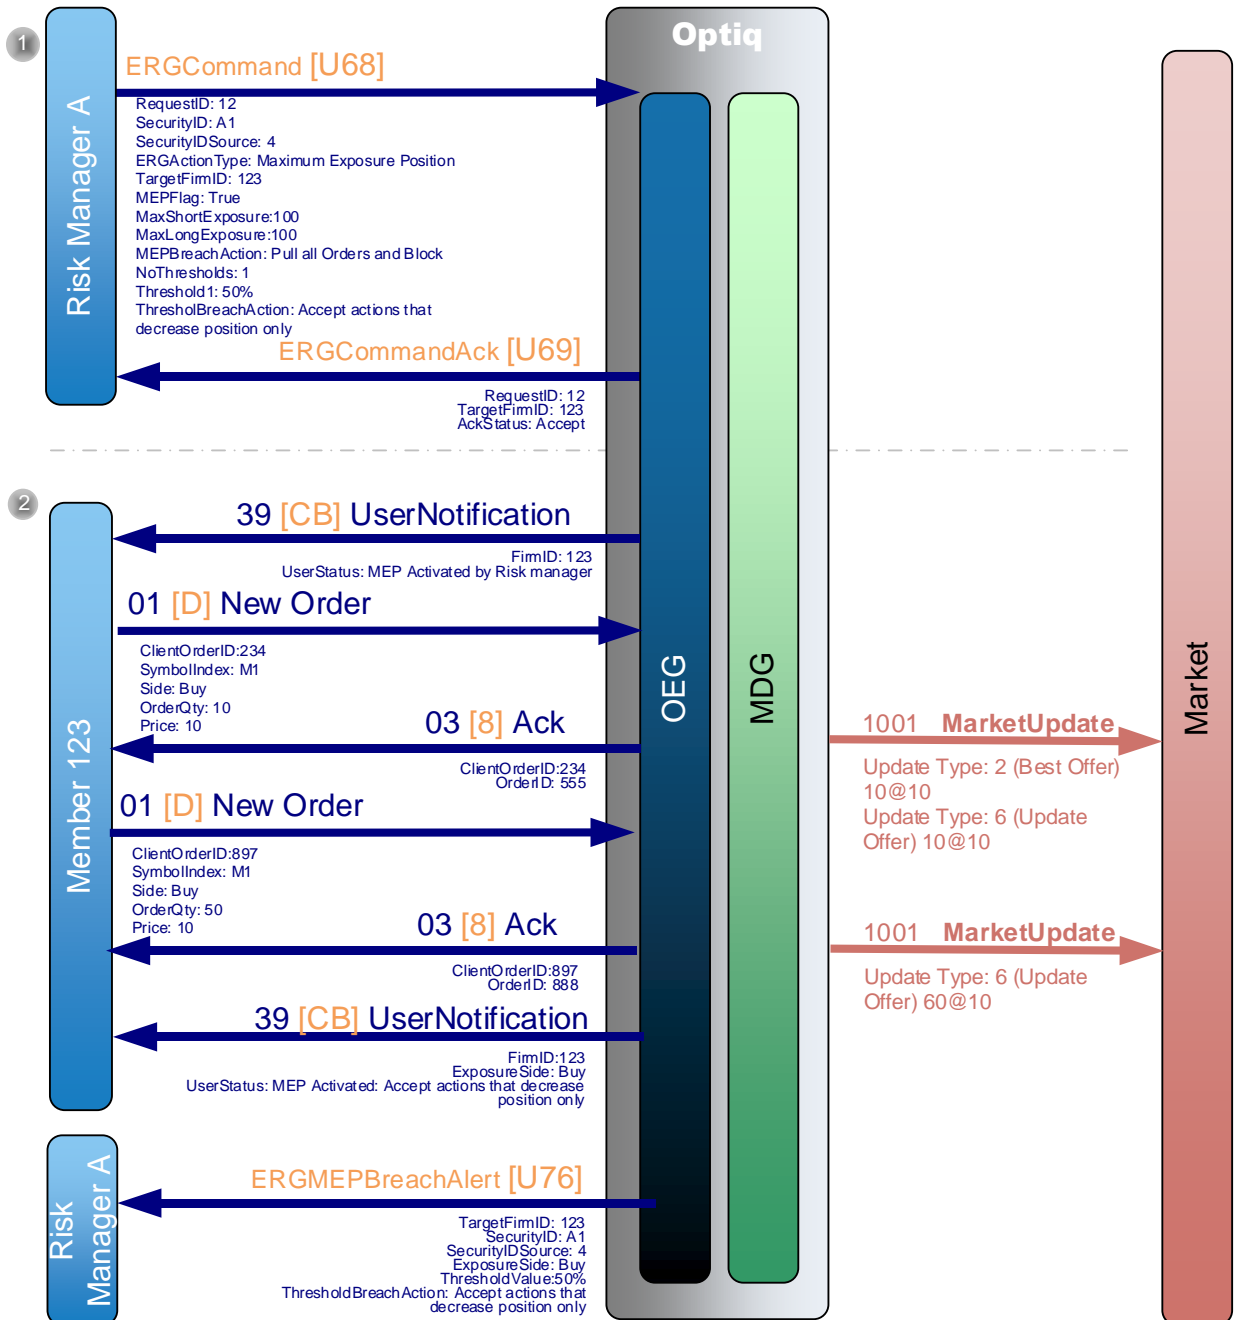 Optiq
1
Risk Manager A
ERGCommand [U68]
RequestID: 12
SecurityID: A1
SecurityIDSource: 4
ERGActionType: Maximum Exposure Position
TargetFirmID: 123
MEPFlag: True
MaxShortExposure:100
MaxLongExposure:100
MEPBreachAction: Pull all Orders and Block
NoThresholds: 1
Threshold1: 50%
ThresholBreachAction: Accept actions that
decrease position only
ERGCommandAck [U69]
RequestID: 12
TargetFirmID: 123
AckStatus: Accept
2
Member 123
39 [CB] UserNotification
FirmID: 123
UserStatus: MEP Activated by Risk manager
01 [D] New Order
ClientOrderID:234
SymbolIndex: M1
Side: Buy
OrderQty: 10
Price: 10
03 [8] Ack
ClientOrderID:234
OrderID: 555
01 [D] New Order
ClientOrderID:897
SymbolIndex: M1
Side: Buy
OrderQty: 50
Price: 10
03 [8] Ack
ClientOrderID:897
OrderID: 888
39 [CB] UserNotification
FirmID:123
ExposureSide: Buy
UserStatus: MEP Activated: Accept actions that decrease
position only
Risk
Manager A
ERGMEPBreachAlert [U76]
TargetFirmID: 123
SecurityID: A1
SecurityIDSource: 4
ExposureSide: Buy
ThresholdValue:50%
ThresholdBreachAction: Accept actions that
decrease position only
OEG
MDG
1001 MarketUpdate
Update Type: 2 (Best Offer)
10@10
Update Type: 6 (Update
Offer) 10@10
1001 MarketUpdate
Update Type: 6 (Update
Offer) 60@10
Market